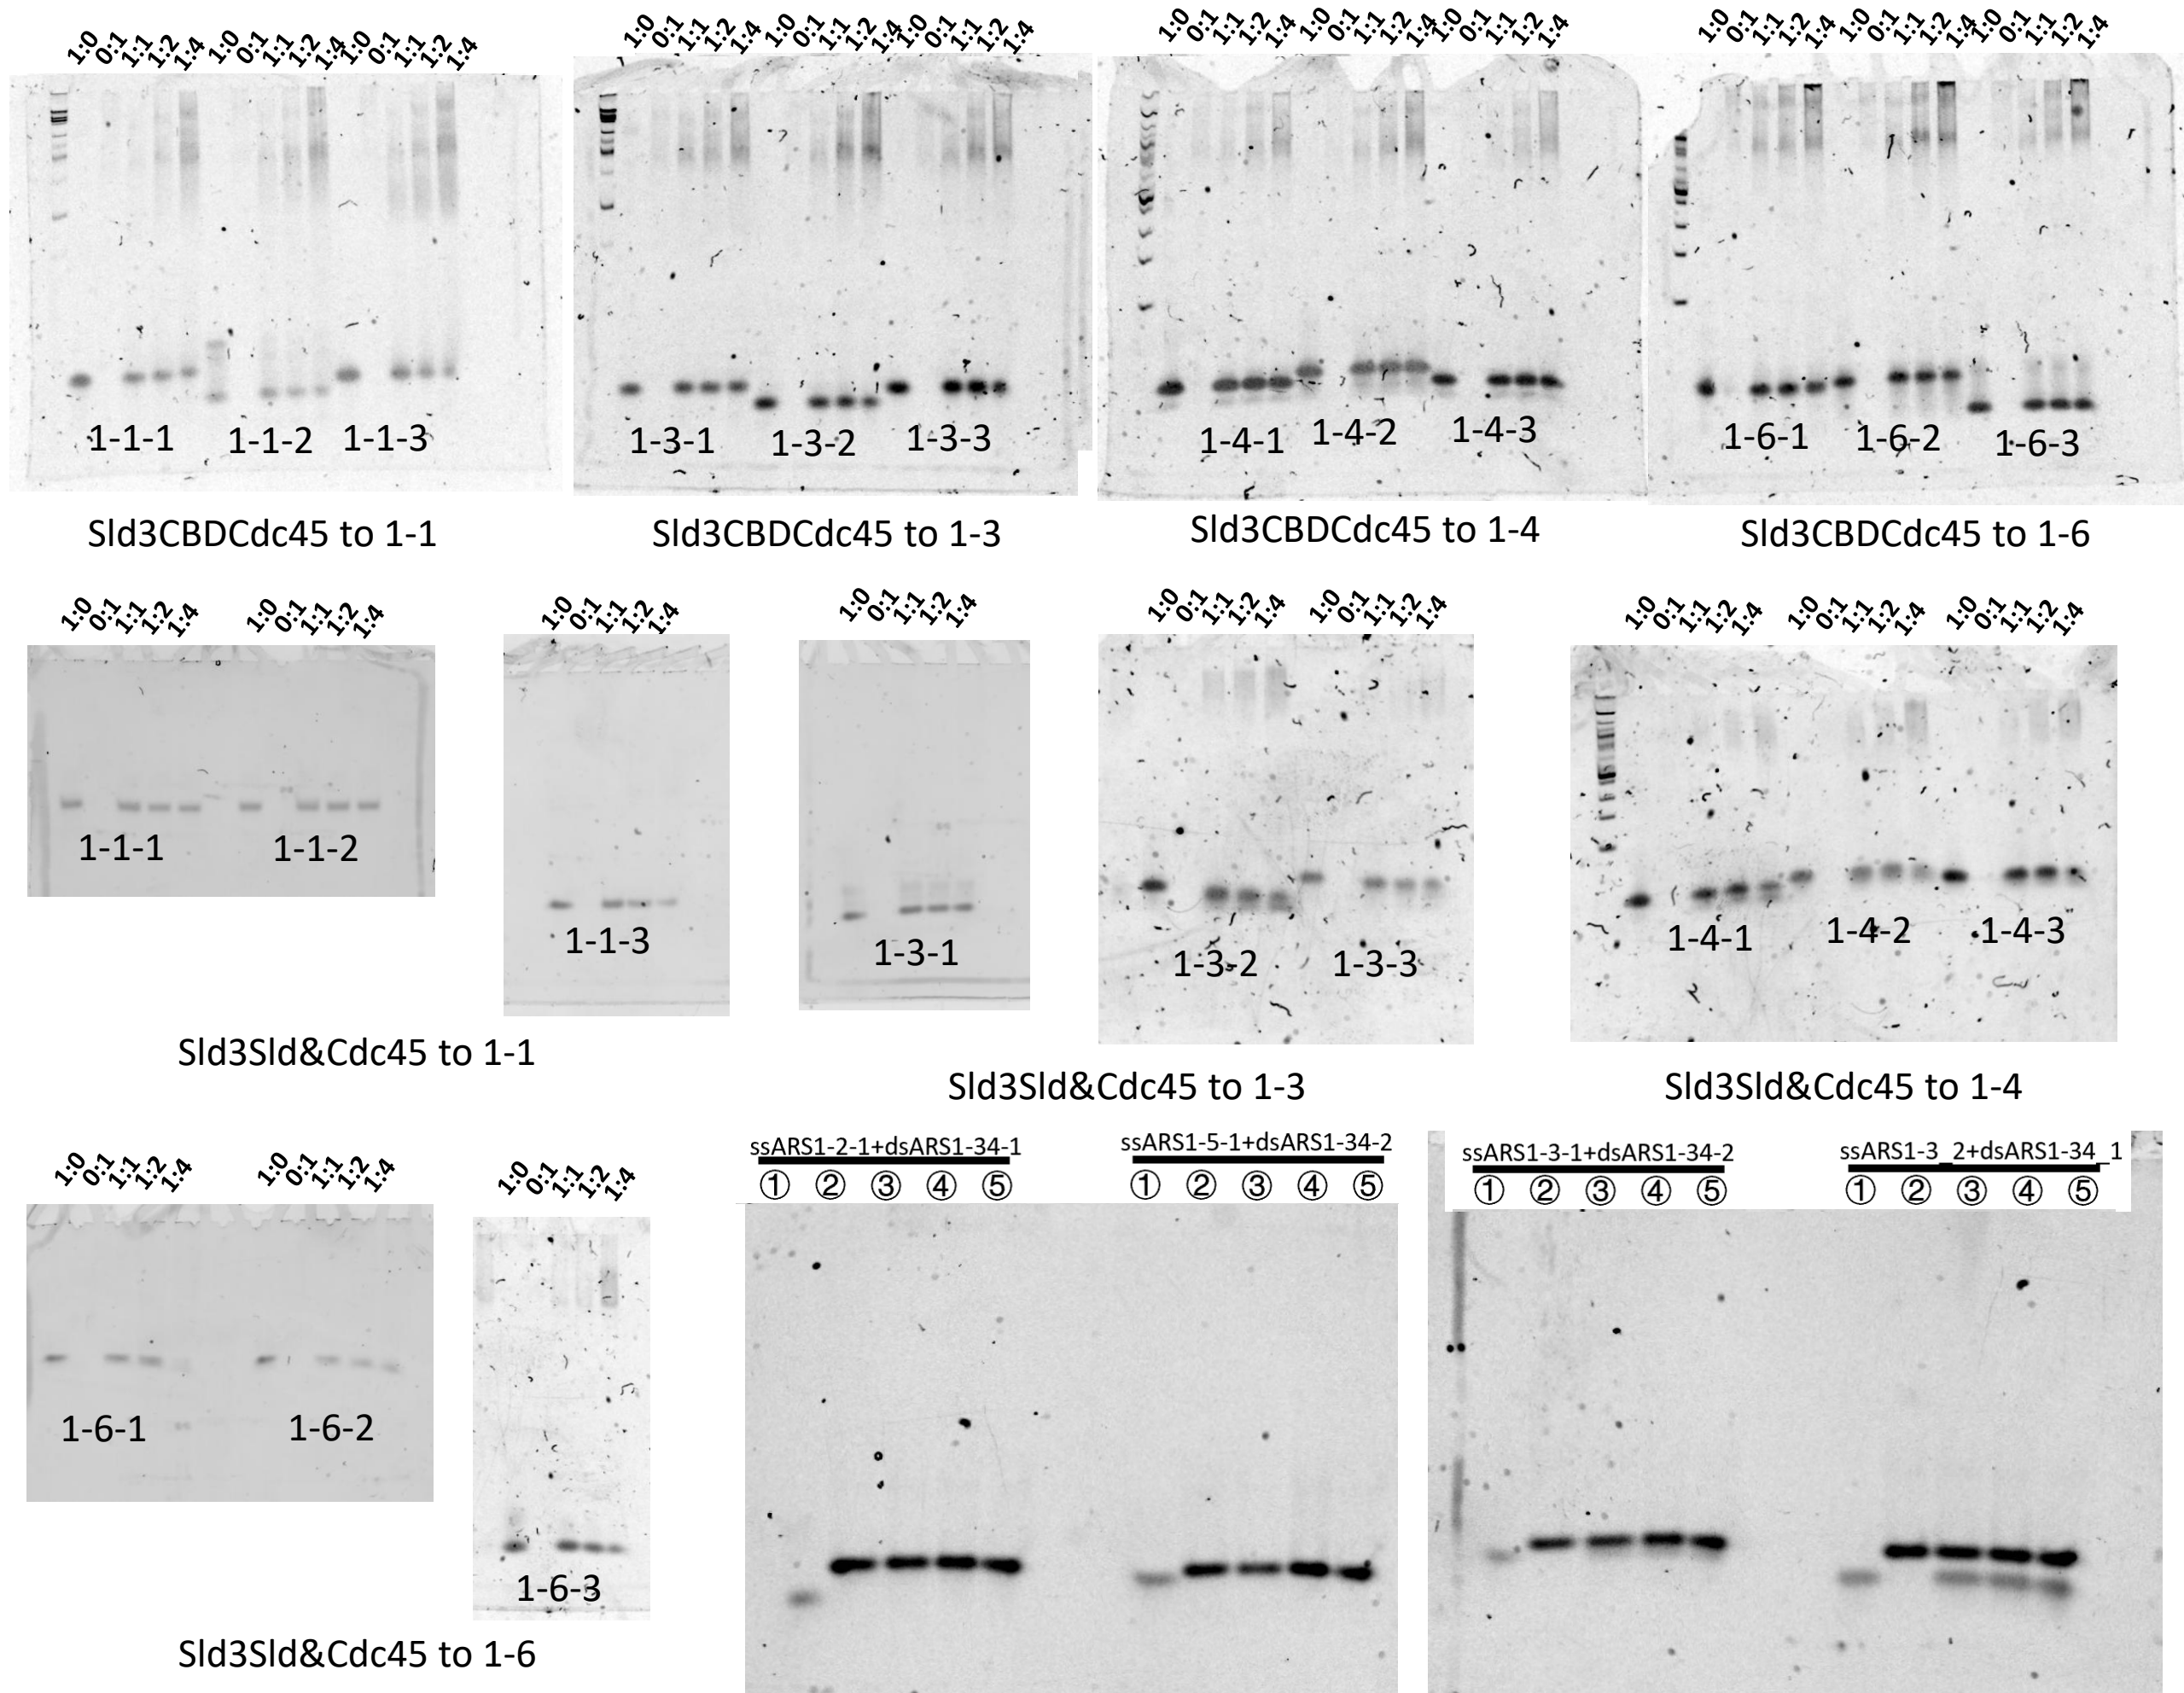 1:0 0:1 1:1 1:2 1:4 1:0 0:1 1:1 1:2 1:4 1:0 0:1 1:1 1:2 1:4
1-1-1 1-1-2 1-1-3
Sld3CBDCdc45 to 1-1
1:0 0:1 1:1 1:2 1:4 1:0 0:1 1:1 1:2 1:4 1:0 0:1 1:1 1:2 1:4
1-3-1 1-3-2 1-3-3
Sld3CBDCdc45 to 1-3
1:0 0:1 1:1 1:2 1:4 1:0 0:1 1:1 1:2 1:4 1:0 0:1 1:1 1:2 1:4
1-4-1 1-4-2 1-4-3
Sld3CBDCdc45 to 1-4
1:0 0:1 1:1 1:2 1:4 1:0 0:1 1:1 1:2 1:4 1:0 0:1 1:1 1:2 1:4
1-6-1 1-6-2 1-6-3
Sld3CBDCdc45 to 1-6
1:0 0:1 1:1 1:2 1:4 1:0 0:1 1:1 1:2 1:4
1-1-1 1-1-2
1:0 0:1 1:1 1:2 1:4
1-1-3
Sld3Sld&Cdc45 to 1-1
1:0 0:1 1:1 1:2 1:4
1-3-1
1:0 0:1 1:1 1:2 1:4 1:0 0:1 1:1 1:2 1:4
1-3-2 1-3-3
Sld3Sld&Cdc45 to 1-3
1:0 0:1 1:1 1:2 1:4 1:0 0:1 1:1 1:2 1:4 1:0 0:1 1:1 1:2 1:4
1-4-1 1-4-2 1-4-3
Sld3Sld&Cdc45 to 1-4
1:0 0:1 1:1 1:2 1:4 1:0 0:1 1:1 1:2 1:4
1-6-1 1-6-2
1:0 0:1 1:1 1:2 1:4
1-6-3
Sld3Sld&Cdc45 to 1-6
ssARS1-2-1+dsARS1-34-1
① ② ③ ④ ⑤
ssARS1-5-1+dsARS1-34-2
① ② ③ ④ ⑤
ssARS1-3-1+dsARS1-34-2
① ② ③ ④ ⑤
ssARS1-3_2+dsARS1-34_1
① ② ③ ④ ⑤